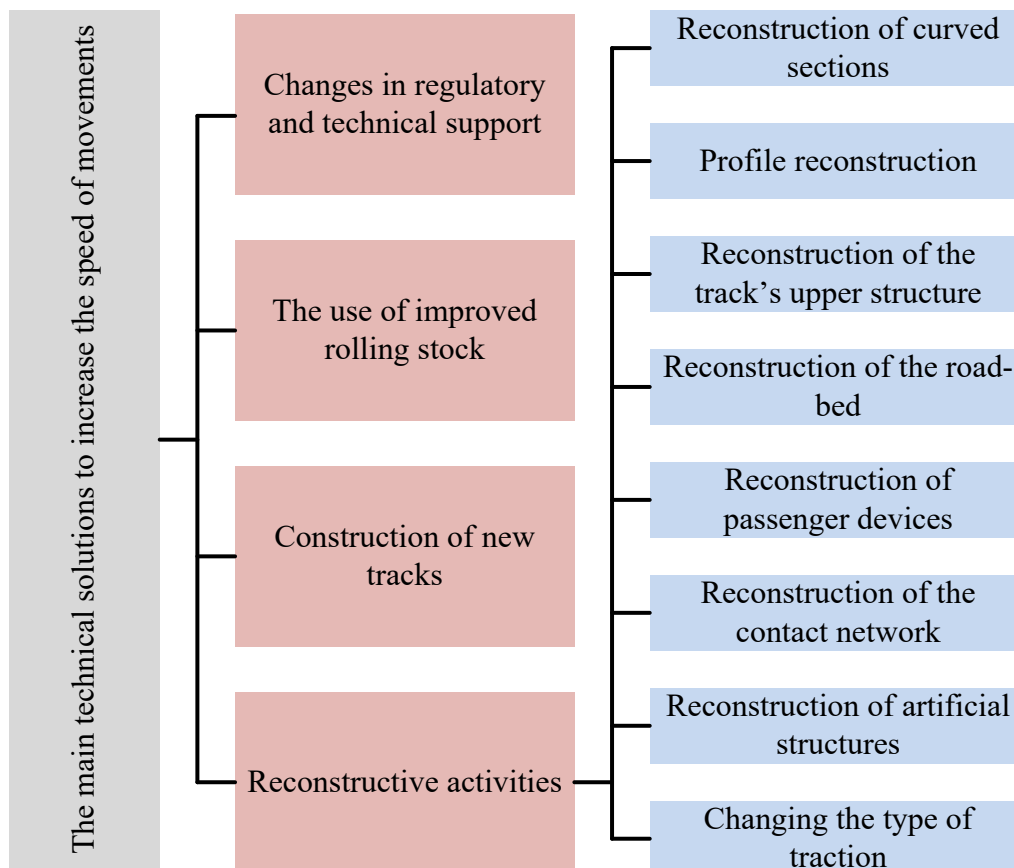 The main technical solutions to increase the speed of movements
Changes in regulatory
and technical support
The use of improved
rolling stock
Construction of new
tracks
Reconstructive activities
Reconstruction of curved
sections
Profile reconstruction
Reconstruction of the
track’s upper structure
Reconstruction of the road-
bed
Reconstruction of
passenger devices
Reconstruction of the
contact network
Reconstruction of artificial
structures
Changing the type of
traction